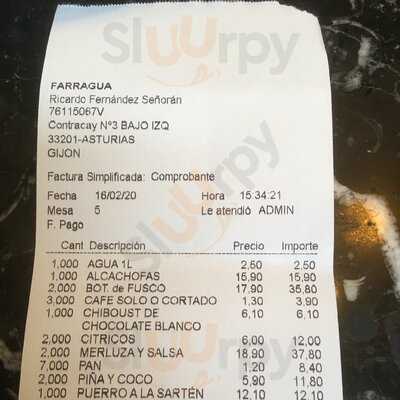 FARRAGUA
Ricardo Fernández Señorán
76115067V
Contracay Nº3 BAJO IZQ
33201-ASTURIAS
GIJON
Factura Simplificada: Comprobante
Fecha 16/02/20 Hora 15:34:21
Mesa 5 Le atendió ADMIN
F. Pago
Cant Descripción Precio Importe
1,000 AGUA 1L 2,50 2,50
1,000 ALCACHOFAS 15,90 15,90
2,000 BOT. de FUSCO 17,90 35,80
3,000 CAFE SOLO O CORTADO 1,30 3,90
1,000 CHIBOUST DE 6,10 6,10
CHOCOLATE BLANCO
2,000 CITRICOS 6,00 12,00
2,000 MERLUZA Y SALSA 18,90 37,80
7,000 PAN 1,20 8,40
2,000 PIÑA Y COCO 5,90 11,80
1,000 PUERRO A LA SARTÉN 12,10 12,10
Sluurpy
Sluurpy
Sluurpy